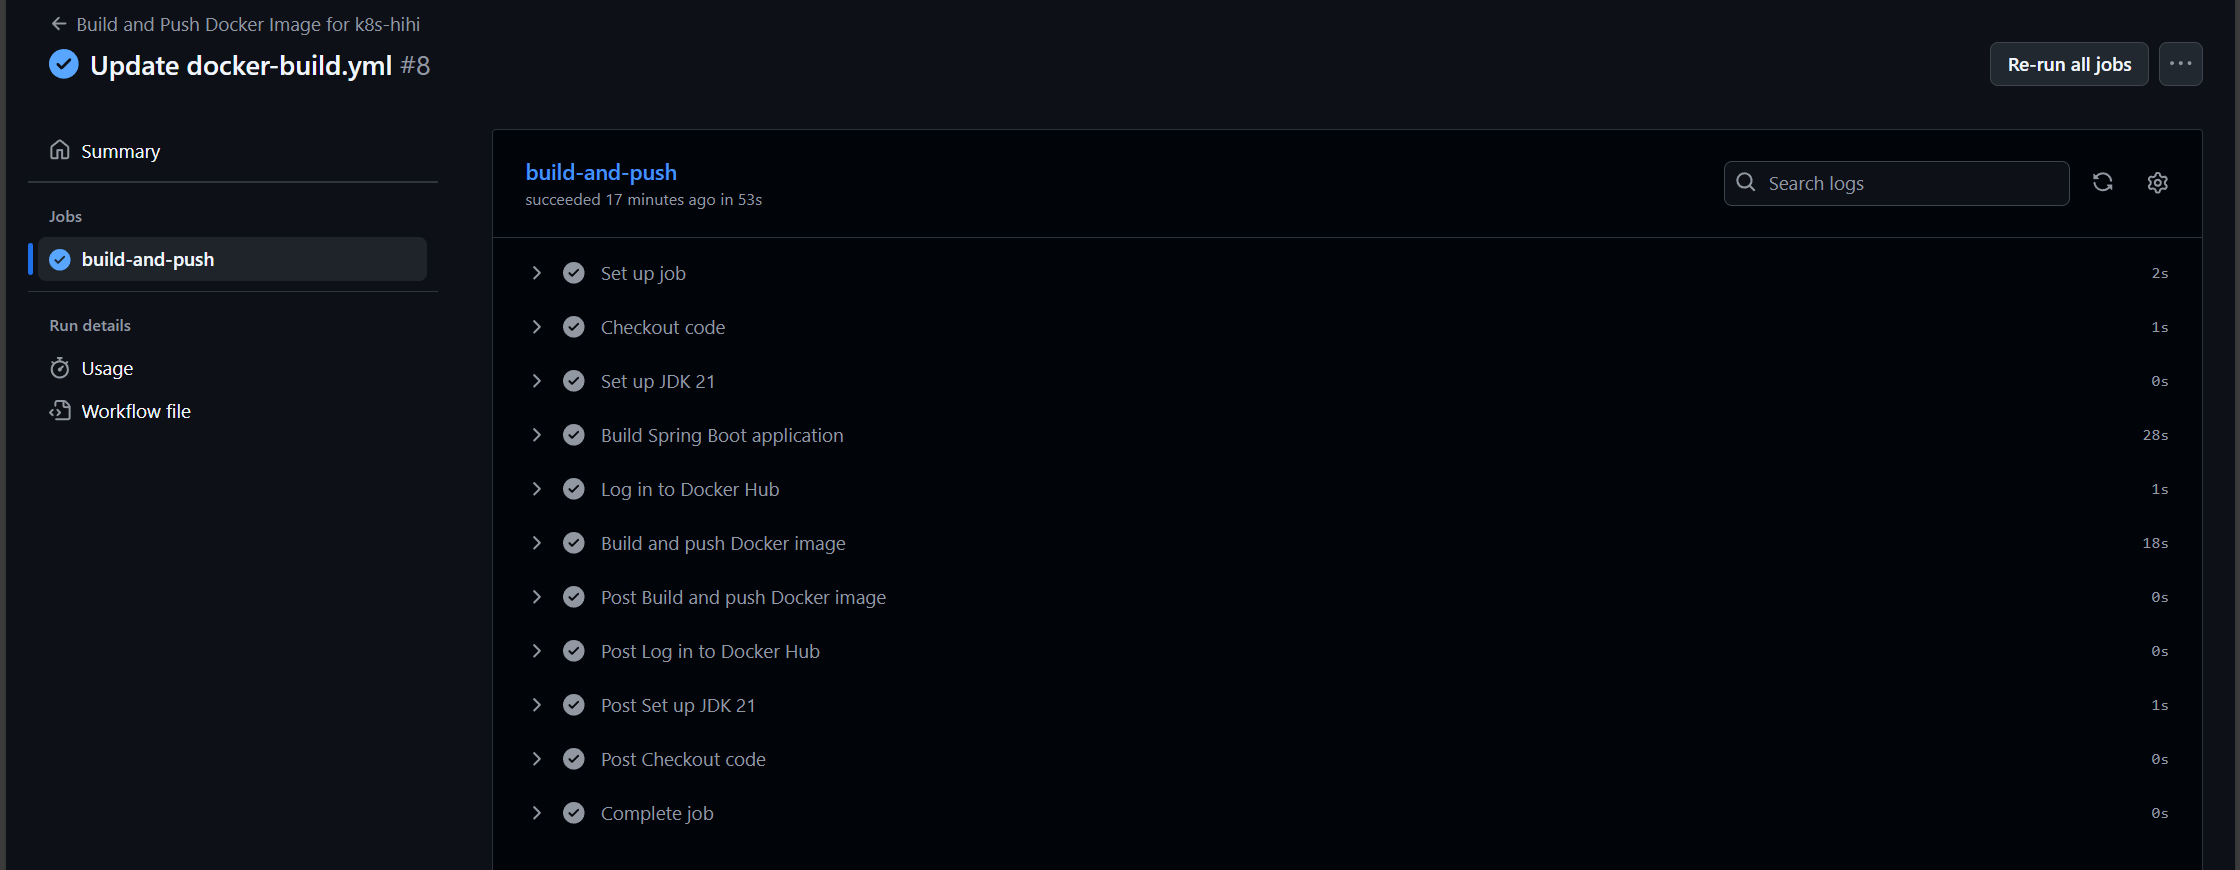 Build and Push Docker Image for k8s-hihi
Update docker-build.yml #8
Re-run all jobs
Summary
Jobs
build-and-push
Run details
Usage
Workflow file
build-and-push
succeeded 17 minutes ago in 53s
Search logs
Set up job 2s
Checkout code 1s
Set up JDK 21 0s
Build Spring Boot application 28s
Log in to Docker Hub 1s
Build and push Docker image 18s
Post Build and push Docker image 0s
Post Log in to Docker Hub 0s
Post Set up JDK 21 1s
Post Checkout code 0s
Complete job 0s